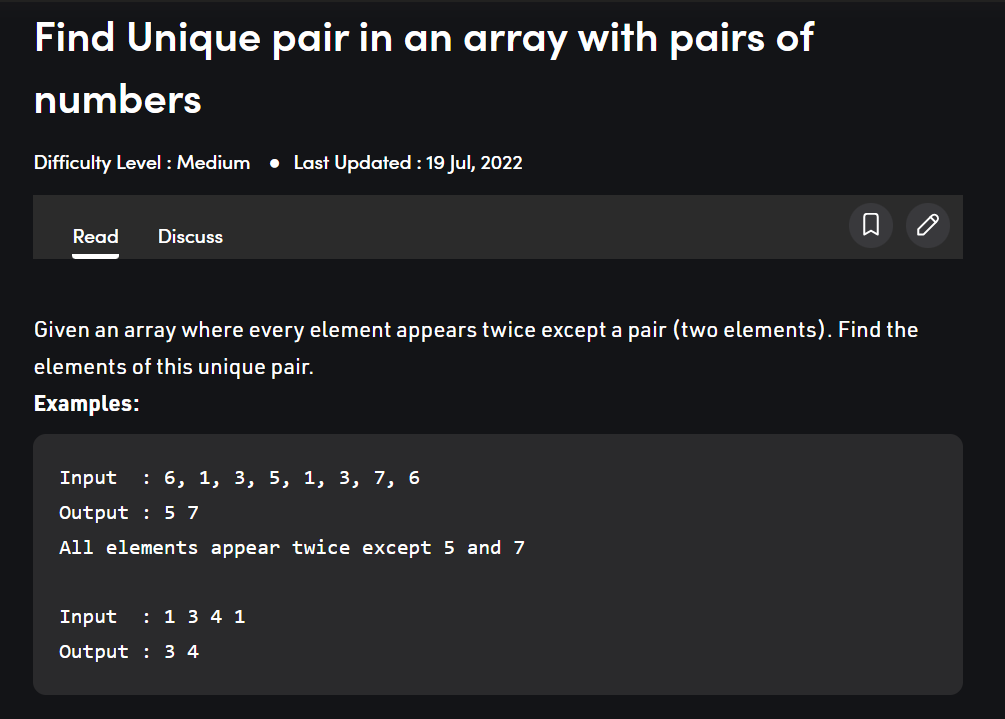 Find Unique pair in an array with pairs of
numbers
Difficulty Level : Medium ● Last Updated : 19 Jul, 2022
Read Discuss
Given an array where every element appears twice except a pair (two elements). Find the
elements of this unique pair.
Examples:
Input  : 6, 1, 3, 5, 1, 3, 7, 6
Output : 5 7
All elements appear twice except 5 and 7
Input  : 1 3 4 1
Output : 3 4